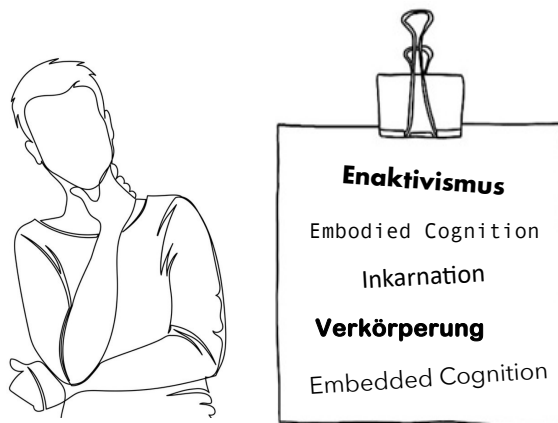 Enaktivismus
Embodied Cognition
Inkarnation
Verkörperung
Embedded Cognition